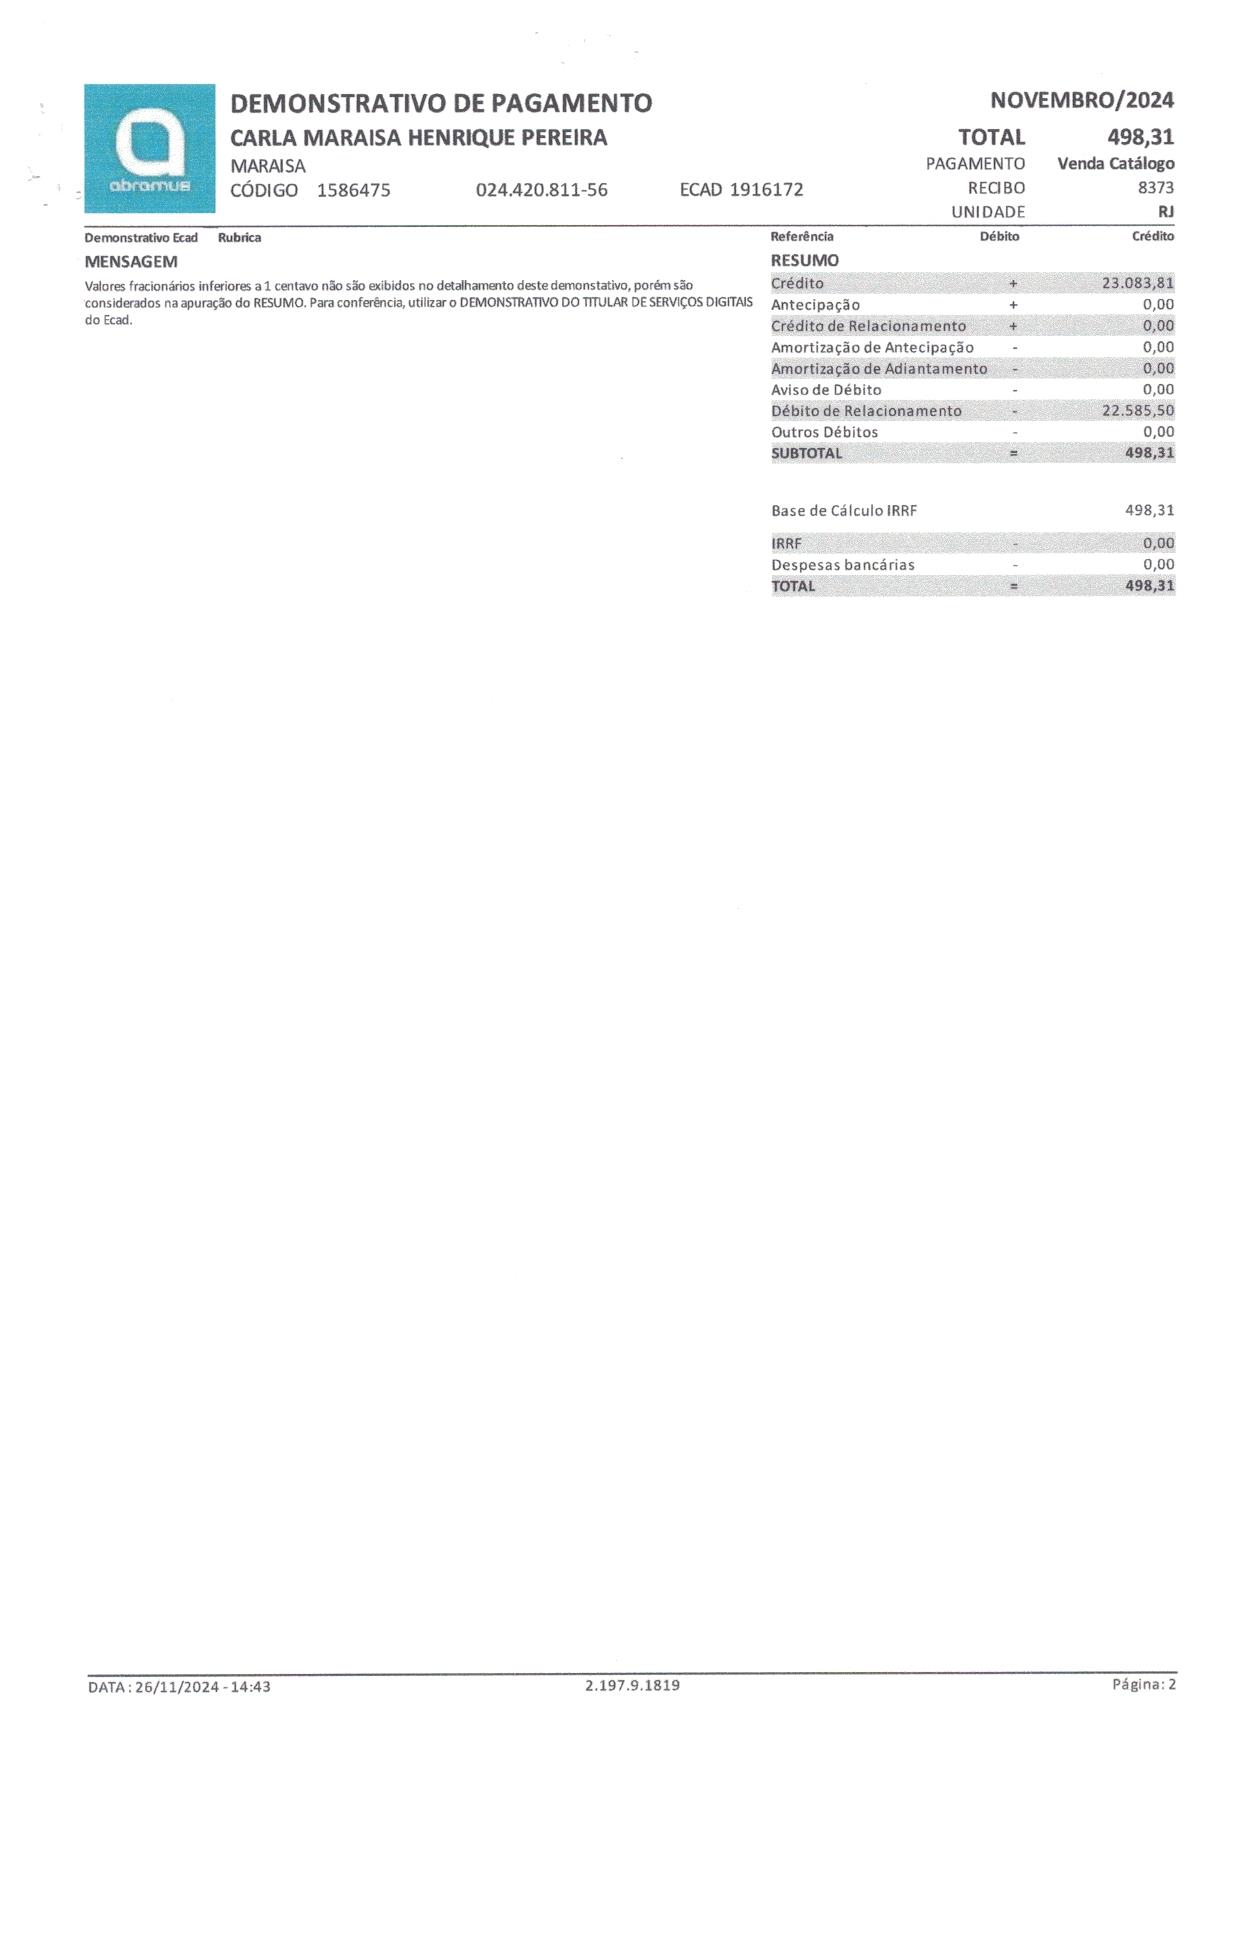 abramus
DEMONSTRATIVO DE PAGAMENTO
NOVEMBRO/2024
CARLA MARAISA HENRIQUE PEREIRA
TOTAL 498,31
MARAISA
PAGAMENTO Venda Catálogo
CÓDIGO 1586475 024.420.811-56 ECAD 1916172
RECIBO 8373
UNIDADE RJ
Demonstrativo Ecad Rubrica Referência Débito Crédito
MENSAGEM
Valores fracionários inferiores a 1 centavo não são exibidos no detalhamento deste demonstativo, porém são
considerados na apuração do RESUMO. Para conferência, utilizar o DEMONSTRATIVO DO TITULAR DE SERVIÇOS DIGITAIS
do Ecad.
RESUMO
Crédito + 23.083,81
Antecipação + 0,00
Crédito de Relacionamento + 0,00
Amortização de Antecipação - 0,00
Amortização de Adiantamento - 0,00
Aviso de Débito - 0,00
Débito de Relacionamento - 22.585,50
Outros Débitos - 0,00
SUBTOTAL = 498,31
Base de Cálculo IRRF 498,31
IRRF - 0,00
Despesas bancárias - 0,00
TOTAL = 498,31
DATA : 26/11/2024 - 14:43 2.197.9.1819 Página: 2